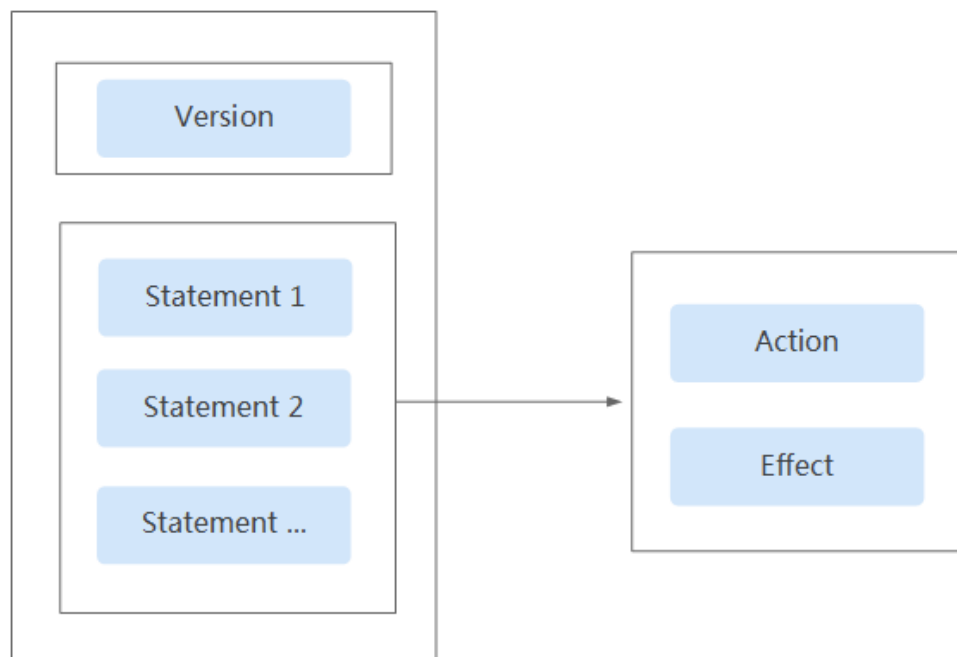 Version
Statement 1
Statement 2
Statement ...
Action
Effect